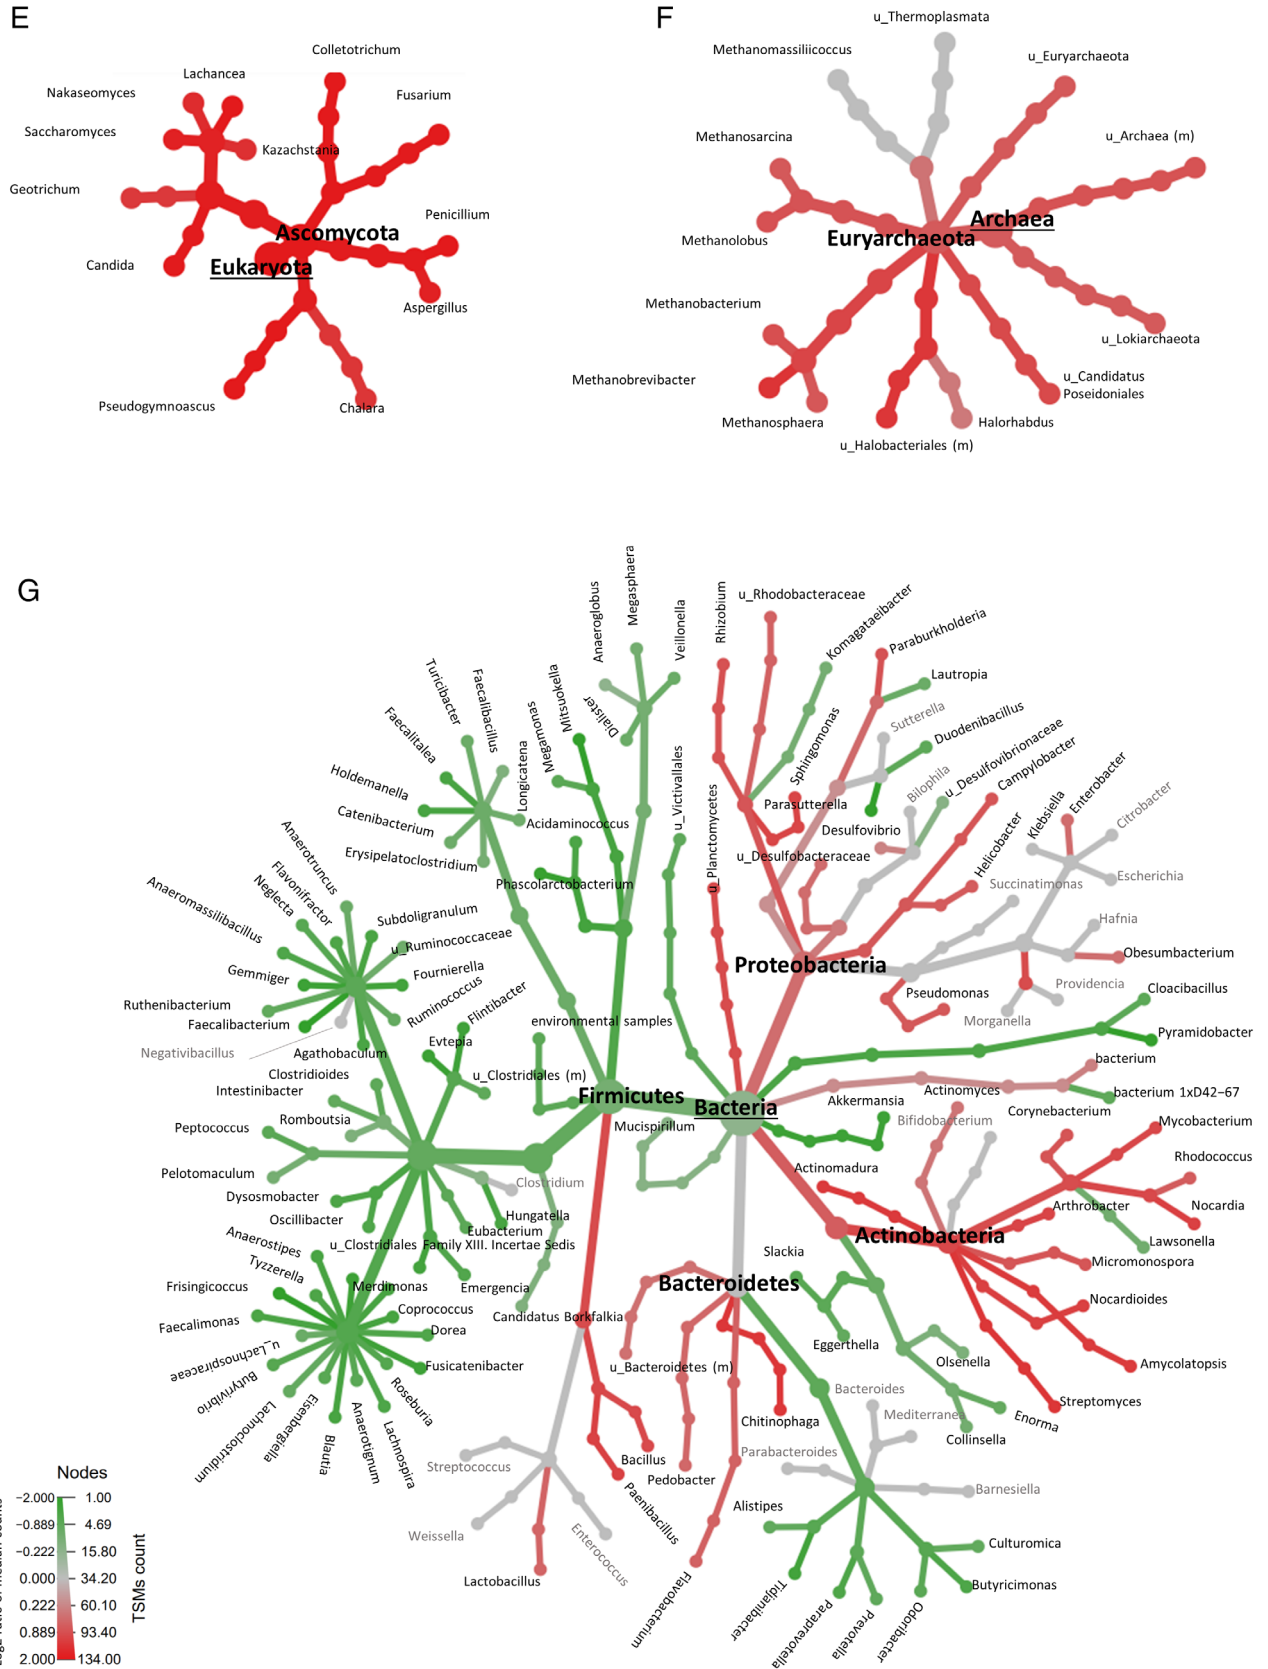 E
Colletotrichum
Lachancea
Nakaseomyces
Fusarium
Saccharomyces
Kazachstania
Geotrichum
Penicillium
Ascomycota
Candida
Eukaryota
Aspergillus
Pseudogymnoascus
Chalara
F
u_Thermoplasmata
Methanomassiliicoccus
u_Euryarchaeota
Methanosarcina
u_Archaea (m)
Archaea
Methanolobus
Euryarchaeota
Methanobacterium
u_Lokiarchaeota
Methanobrevibacter
u_Candidatus
Poseidoniales
Methanosphaera
Halorhabdus
u_Halobacteriales (m)
G
Anaeroglobus
Megasphaera
Veillonella
Rhizobium
u_Rhodobacteraceae
Komagataeibacter
Paraburkholderia
Lautropia
Sutterella
Duodenibacillus
Turicibacter
Faecalibacillus
Megamonas
Mitsuokella
Dialister
Sphingomonas
Bilophila
u_Desulfovibrionaceae
Campylobacter
Faecalitalea
Holdemanella
Longicatena
u_Victivallales
u_Planctomycetes
Parasutterella
Helicobacter
Klebsiella
Enterobacter
Citrobacter
Catenibacterium
Acidaminococcus
Desulfovibrio
Erysipelatoclostridium
u_Desulfobacteraceae
Anaerotruncus
Phascolarctobacterium
Succinatimonas
Escherichia
Flavonifractor
Neglecta
Anaeromassilibacillus
Subdoligranulum
Hafnia
u_Ruminococcaceae
Obesumbacterium
Proteobacteria
Gemmiger
Fournierella
Ruminococcus
Flintibacter
Providencia
Cloacibacillus
Ruthenibacterium
Pseudomonas
Faecalibacterium
environmental samples
Morganella
Pyramidobacter
Negativibacillus
Agathobaculum
Evtepia
bacterium
Clostridioides
u_Clostridiales (m)
Intestinibacter
Firmicutes
Bacteria
Akkermansia
Actinomyces
bacterium 1xD42−67
Corynebacterium
Romboutsia
Mucispirillum
Bifidobacterium
Mycobacterium
Peptococcus
Rhodococcus
Pelotomaculum
Actinomadura
Clostridium
Dysosmobacter
Arthrobacter
Nocardia
Oscillibacter
Hungatella
Eubacterium
Actinobacteria
Lawsonella
Anaerostipes
u_Clostridiales Family XIII. Incertae Sedis
Slackia
Micromonospora
Tyzzerella
Bacteroidetes
Frisingicoccus
Merdimonas
Emergencia
Nocardioides
Coprococcus
Candidatus Borkfalkia
Faecalimonas
Dorea
Eggerthella
Olsenella
u_Lachnospiraceae
Fusicatenibacter
u_Bacteroidetes (m)
Amycolatopsis
Butyrivibrio
Roseburia
Bacteroides
Streptomyces
Lachnoclostridium
Eisenbergiella
Blautia
Anaerotignum
Lachnospira
Chitinophaga
Mediterranea
Enorma
Collinsella
Parabacteroides
Streptococcus
Bacillus
Pedobacter
Barnesiella
Paenibacillus
Alistipes
Weissella
Enterococcus
Culturomica
Lactobacillus
Flavobacterium
Tidjanibacter
Paraprevotella
Prevotella
Odoribacter
Butyricimonas
Nodes
−2.000 1.00
−0.889 4.69
−0.222 15.80
0.000 34.20
0.222 60.10
0.889 93.40
2.000 134.00
TSMs count